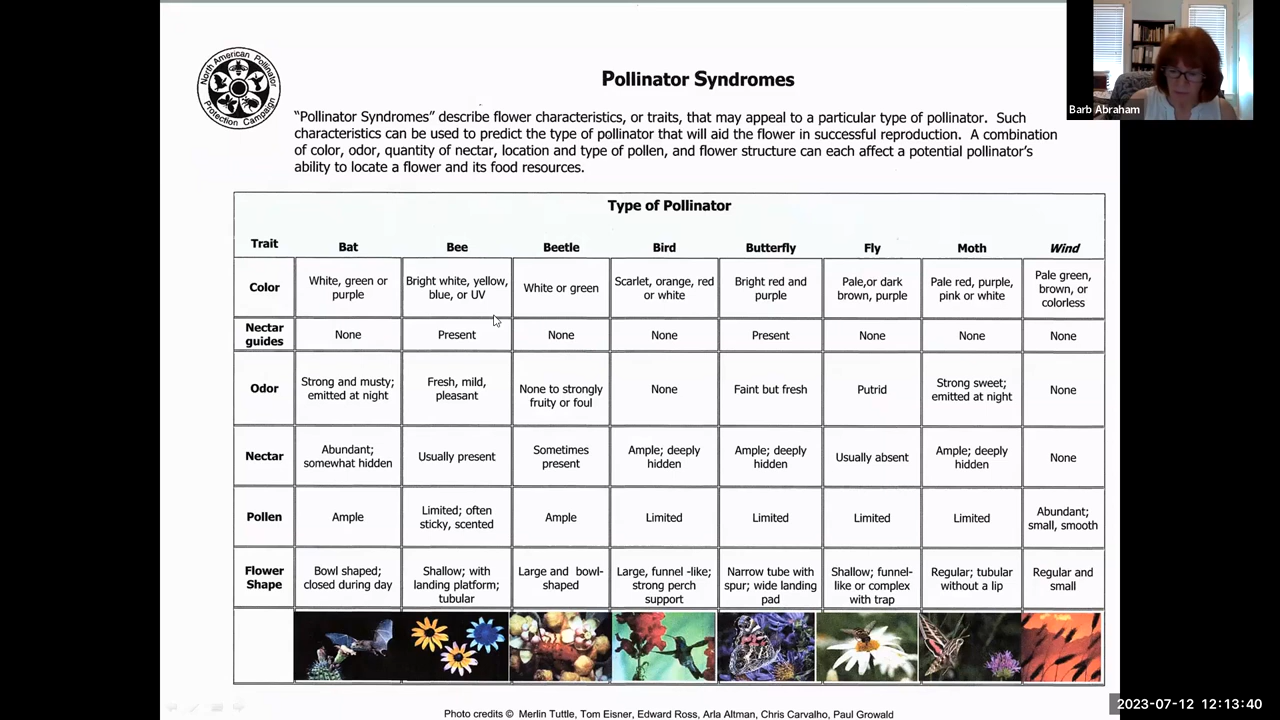 North American Pollinator
Protection Campaign
Pollinator Syndromes
Barb Abraham
“Pollinator Syndromes” describe flower characteristics, or traits, that may appeal to a particular type of pollinator. Such
characteristics can be used to predict the type of pollinator that will aid the flower in successful reproduction. A combination
of color, odor, quantity of nectar, location and type of pollen, and flower structure can each affect a potential pollinator’s
ability to locate a flower and its food resources.
Type of Pollinator
Trait Bat Bee Beetle Bird Butterfly Fly Moth Wind
Color White, green or purple Bright white, yellow, blue, or UV White or green Scarlet, orange, red or white Bright red and purple Pale,or dark brown, purple Pale red, purple, pink or white Pale green, brown, or colorless
Nectar guides None Present None None Present None None None
Odor Strong and musty; emitted at night Fresh, mild, pleasant None to strongly fruity or foul None Faint but fresh Putrid Strong sweet; emitted at night None
Nectar Abundant; somewhat hidden Usually present Sometimes present Ample; deeply hidden Ample; deeply hidden Usually absent Ample; deeply hidden None
Pollen Ample Limited; often sticky, scented Ample Limited Limited Limited Limited Abundant; small, smooth
Flower Shape Bowl shaped; closed during day Shallow; with landing platform; tubular Large and bowl-shaped Large, funnel -like; strong perch support Narrow tube with spur; wide landing pad Shallow; funnel-like or complex with trap Regular; tubular without a lip Regular and small
Photo credits © Merlin Tuttle, Tom Eisner, Edward Ross, Arla Altman, Chris Carvalho, Paul Growald
2023-07-12 12:13:40